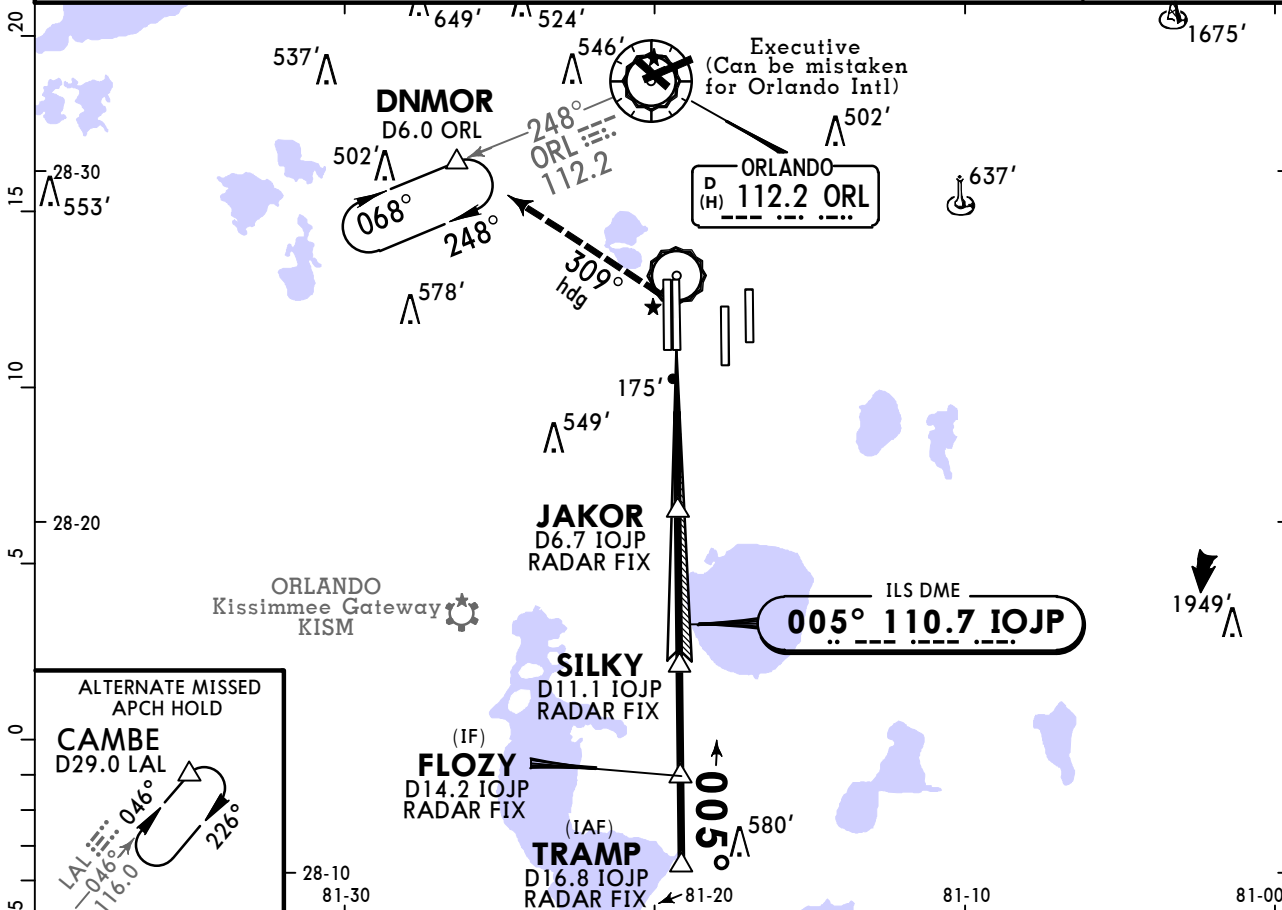 20
649'
524'
1675'
537'
546'
Executive
(Can be mistaken
for Orlando Intl)
DNMOR
D6.0 ORL
248°
ORL
112.2
502'
502'
28-30
15
553'
068°
248°
ORLANDO
D
(H)
112.2 ORL
637'
309°
hdg
578'
10
175'
549'
JAKOR
D6.7 IOJP
RADAR FIX
28-20
5
ORLANDO
Kissimmee Gateway
KISM
ILS DME
005° 110.7 IOJP
1949'
SILKY
D11.1 IOJP
RADAR FIX
ALTERNATE MISSED
APCH HOLD
CAMBE
D29.0 LAL
046°
226°
LAL
046°
116.0
0
(IF)
FLOZY
D14.2 IOJP
RADAR FIX
005°
580'
(IAF)
TRAMP
D16.8 IOJP
RADAR FIX
28-10
5
81-30
81-20
81-10
81-00